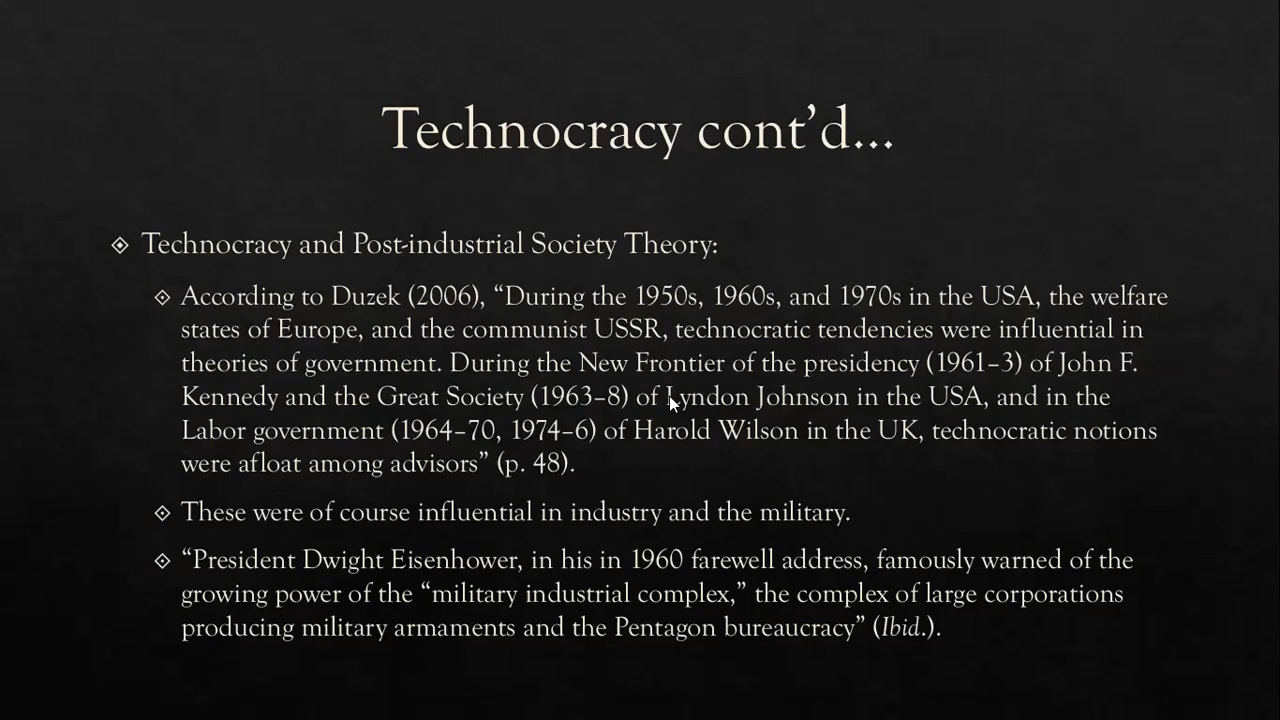 Technocracy cont’d…
Technocracy and Post-industrial Society Theory:
According to Duzek (2006), “During the 1950s, 1960s, and 1970s in the USA, the welfare
states of Europe, and the communist USSR, technocratic tendencies were influential in
theories of government. During the New Frontier of the presidency (1961–3) of John F.
Kennedy and the Great Society (1963–8) of Lyndon Johnson in the USA, and in the
Labor government (1964–70, 1974–6) of Harold Wilson in the UK, technocratic notions
were afloat among advisors” (p. 48).
These were of course influential in industry and the military.
“President Dwight Eisenhower, in his in 1960 farewell address, famously warned of the
growing power of the “military industrial complex,” the complex of large corporations
producing military armaments and the Pentagon bureaucracy” (Ibid.).